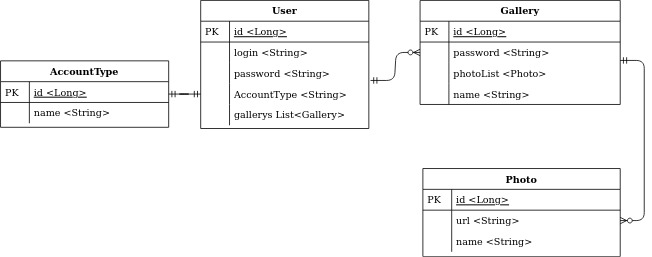 AccountType
PK id <Long>
name <String>
User
PK id <Long>
login <String>
password <String>
AccountType <String>
gallerys List<Gallery>
Gallery
PK id <Long>
password <String>
photoList <Photo>
name <String>
Photo
PK id <Long>
url <String>
name <String>